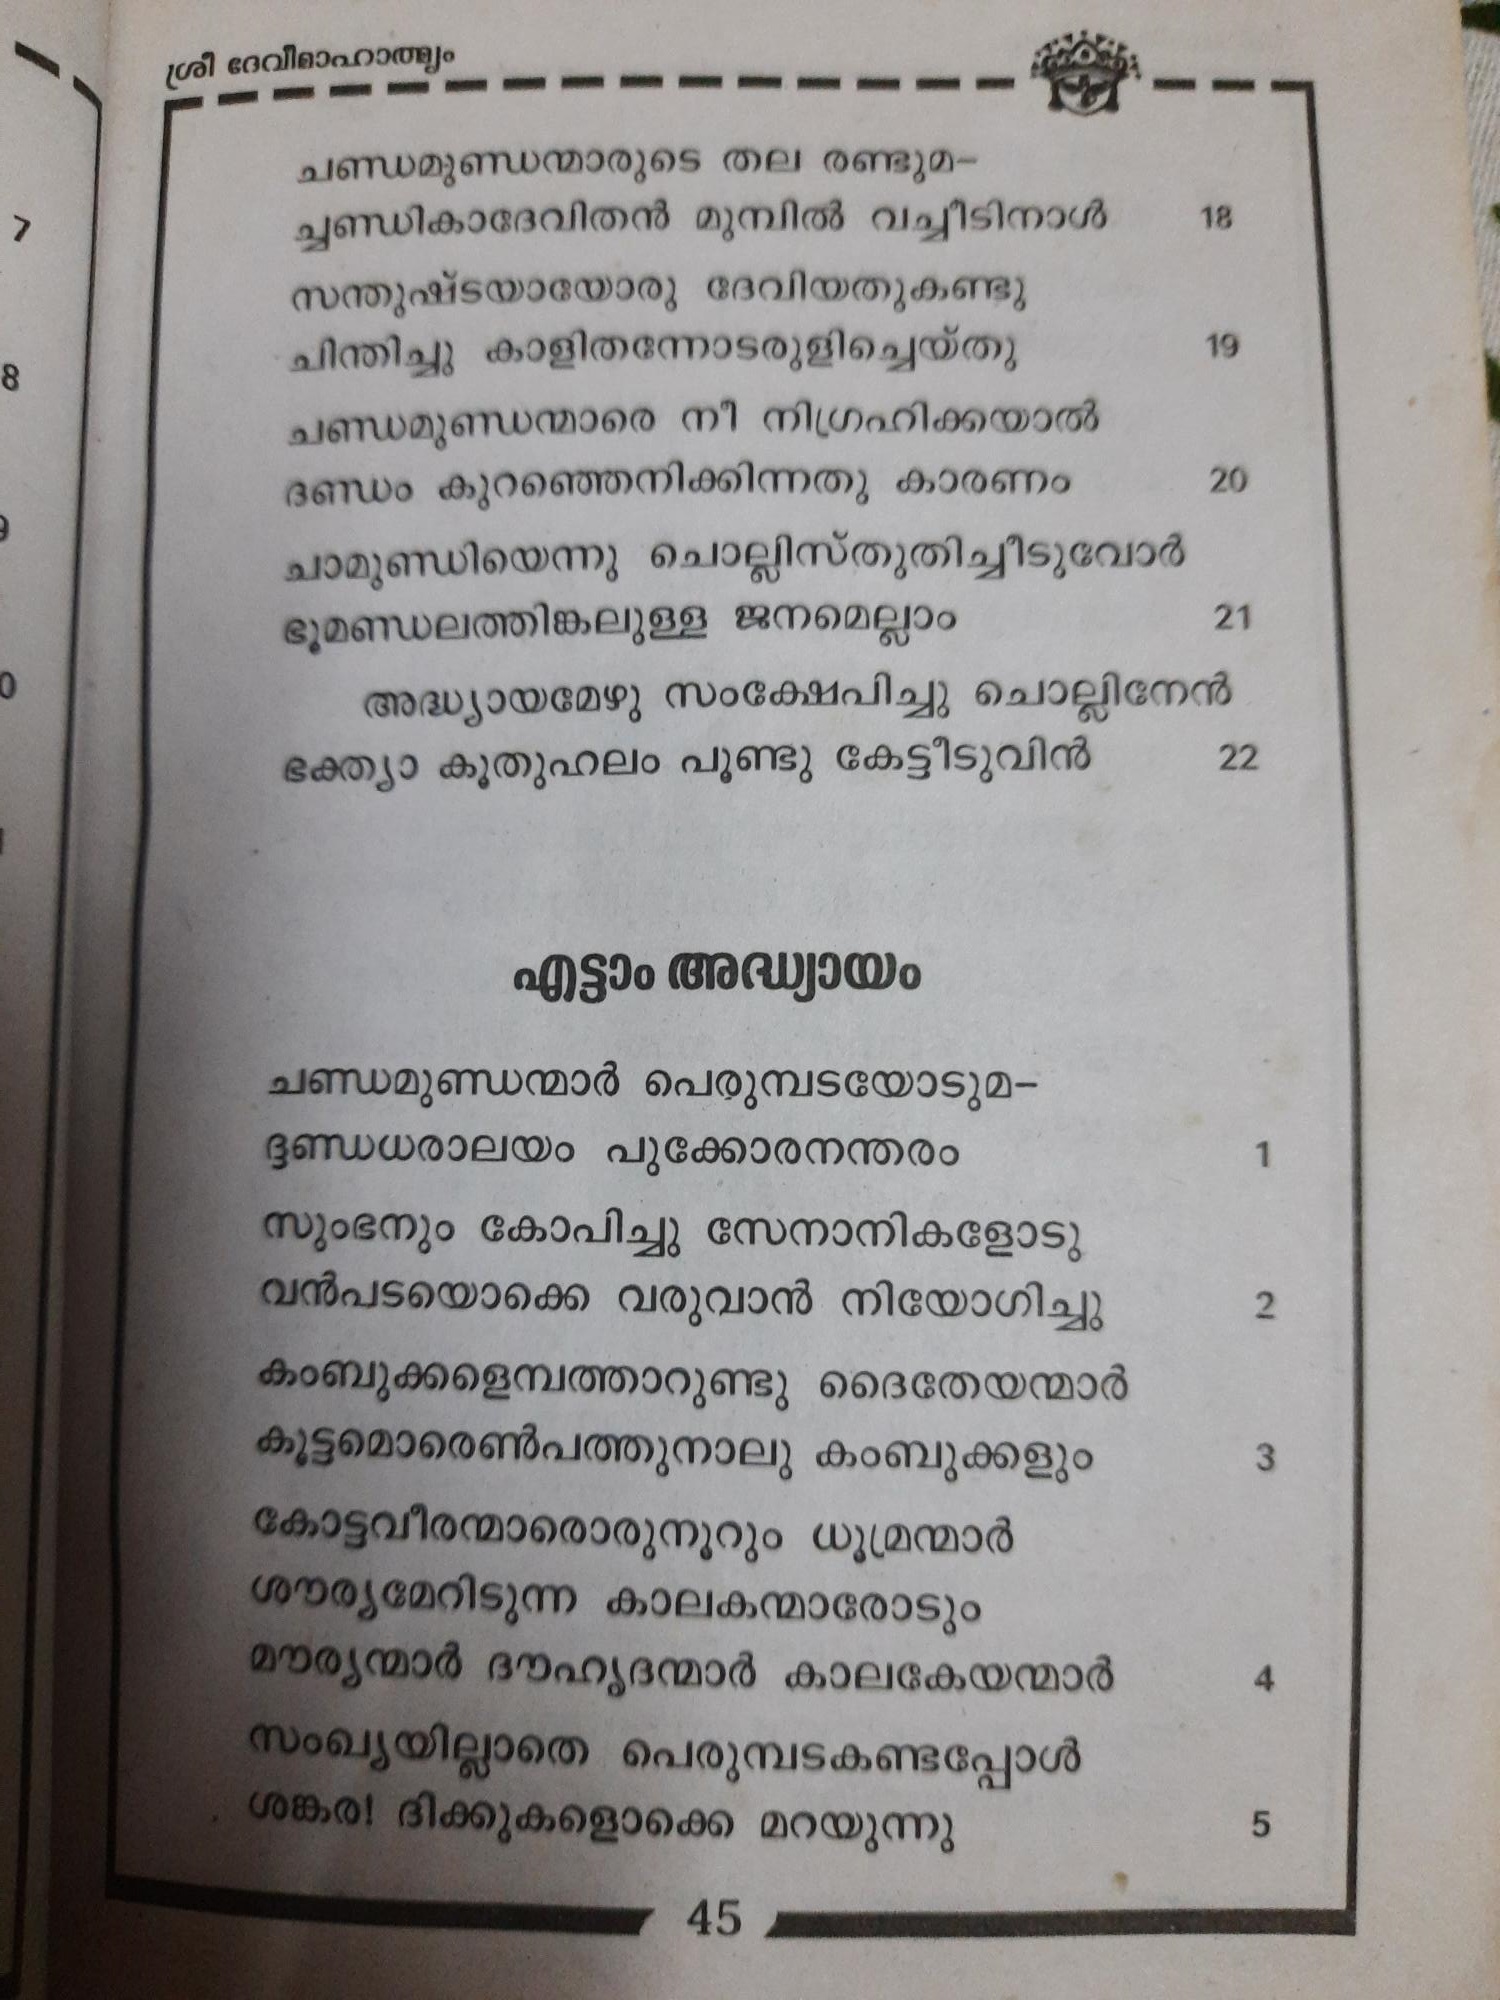 ശ്രീ ദേവീമാഹാത്മ്യം
ചണ്ഡമുണ്ഡന്മാരുടെ തല രണ്ടുമ-
ച്ചണ്ഡികാദേവിതൻ മുമ്പിൽ വച്ചീടിനാൾ 18
സന്തുഷ്ടയായോരു ദേവിയതുകണ്ടു
ചിന്തിച്ചു കാളിതന്നോടരുളിച്ചെയ്തു 19
ചണ്ഡമുണ്ഡന്മാരെ നീ നിഗ്രഹിക്കയാൽ
ദണ്ഡം കുറഞ്ഞെനിക്കിന്നതു കാരണം 20
ചാമുണ്ഡിയെന്നു ചൊല്ലിസ്തുതിച്ചീടുവോർ
ഭൂമണ്ഡലത്തിങ്കലുള്ള ജനമെല്ലാം 21
അദ്ധ്യായമേഴു സംക്ഷേപിച്ചു ചൊല്ലിനേൻ
ഭക്ത്യോ കൂതുഹലം പൂണ്ടു കേട്ടീടുവിൻ 22
എട്ടാം അദ്ധ്യായം
ചണ്ഡമുണ്ഡന്മാർ പെരുമ്പടയോടുമ-
ദ്ദണ്ഡധരാലയം പുക്കോരനന്തരം 1
സുംഭനും കോപിച്ചു സേനാനികളോടു
വൻപടയൊക്കെ വരുവാൻ നിയോഗിച്ചു 2
കംബുക്കളെമ്പത്താറുണ്ടു ദൈതേയന്മാർ
കൂട്ടമൊരെൺപത്തുനാലു കംബുക്കളും 3
കോട്ടവീരന്മാരൊരുനൂറും ധൂമ്രന്മാർ
ശൗര്യമേറിടുന്ന കാലകന്മാരോടും
മൗര്യന്മാർ ദൗഹൃദന്മാർ കാലകേയന്മാർ 4
സംഖ്യയില്ലാതെ പെരുമ്പടകണ്ടപ്പോൾ
ശങ്കര! ദിക്കുകളൊക്കെ മറയുന്നു 5
45
7
8